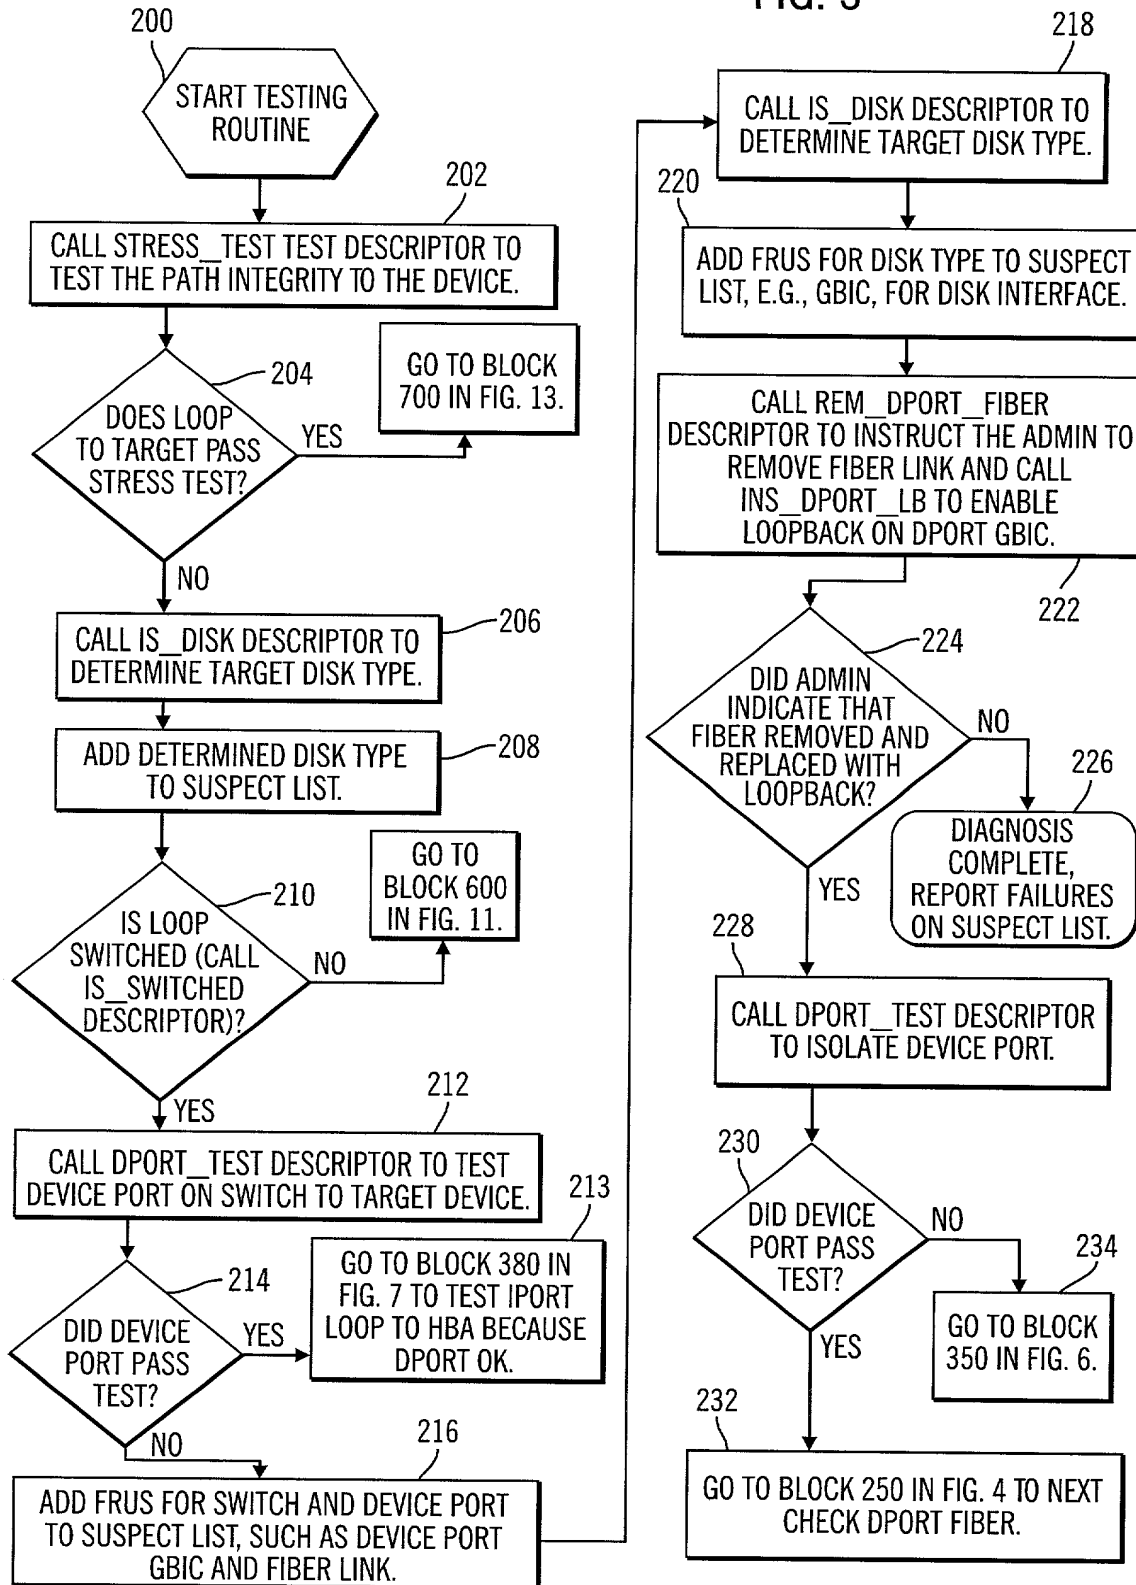 FIG. 3
200
START TESTING
ROUTINE
202
CALL STRESS_TEST TEST DESCRIPTOR TO
TEST THE PATH INTEGRITY TO THE DEVICE.
204
DOES LOOP
TO TARGET PASS
STRESS TEST?
YES
GO TO BLOCK
700 IN FIG. 13.
NO
206
CALL IS_DISK DESCRIPTOR TO
DETERMINE TARGET DISK TYPE.
208
ADD DETERMINED DISK TYPE
TO SUSPECT LIST.
210
IS LOOP
SWITCHED (CALL
IS_SWITCHED
DESCRIPTOR)?
NO
GO TO
BLOCK 600
IN FIG. 11.
YES
212
CALL DPORT_TEST DESCRIPTOR TO TEST
DEVICE PORT ON SWITCH TO TARGET DEVICE.
213
214
DID DEVICE
PORT PASS
TEST?
YES
GO TO BLOCK 380 IN
FIG. 7 TO TEST IPORT
LOOP TO HBA BECAUSE
DPORT OK.
NO
216
ADD FRUS FOR SWITCH AND DEVICE PORT
TO SUSPECT LIST, SUCH AS DEVICE PORT
GBIC AND FIBER LINK.
218
CALL IS_DISK DESCRIPTOR TO
DETERMINE TARGET DISK TYPE.
220
ADD FRUS FOR DISK TYPE TO SUSPECT
LIST, E.G., GBIC, FOR DISK INTERFACE.
CALL REM_DPORT_FIBER
DESCRIPTOR TO INSTRUCT THE ADMIN TO
REMOVE FIBER LINK AND CALL
INS_DPORT_LB TO ENABLE
LOOPBACK ON DPORT GBIC.
222
224
DID ADMIN
INDICATE THAT
FIBER REMOVED AND
REPLACED WITH
LOOPBACK?
NO
226
DIAGNOSIS
COMPLETE,
REPORT FAILURES
ON SUSPECT LIST.
YES
228
CALL DPORT_TEST DESCRIPTOR
TO ISOLATE DEVICE PORT.
230
DID DEVICE
PORT PASS
TEST?
NO
234
GO TO BLOCK
350 IN FIG. 6.
YES
232
GO TO BLOCK 250 IN FIG. 4 TO NEXT
CHECK DPORT FIBER.